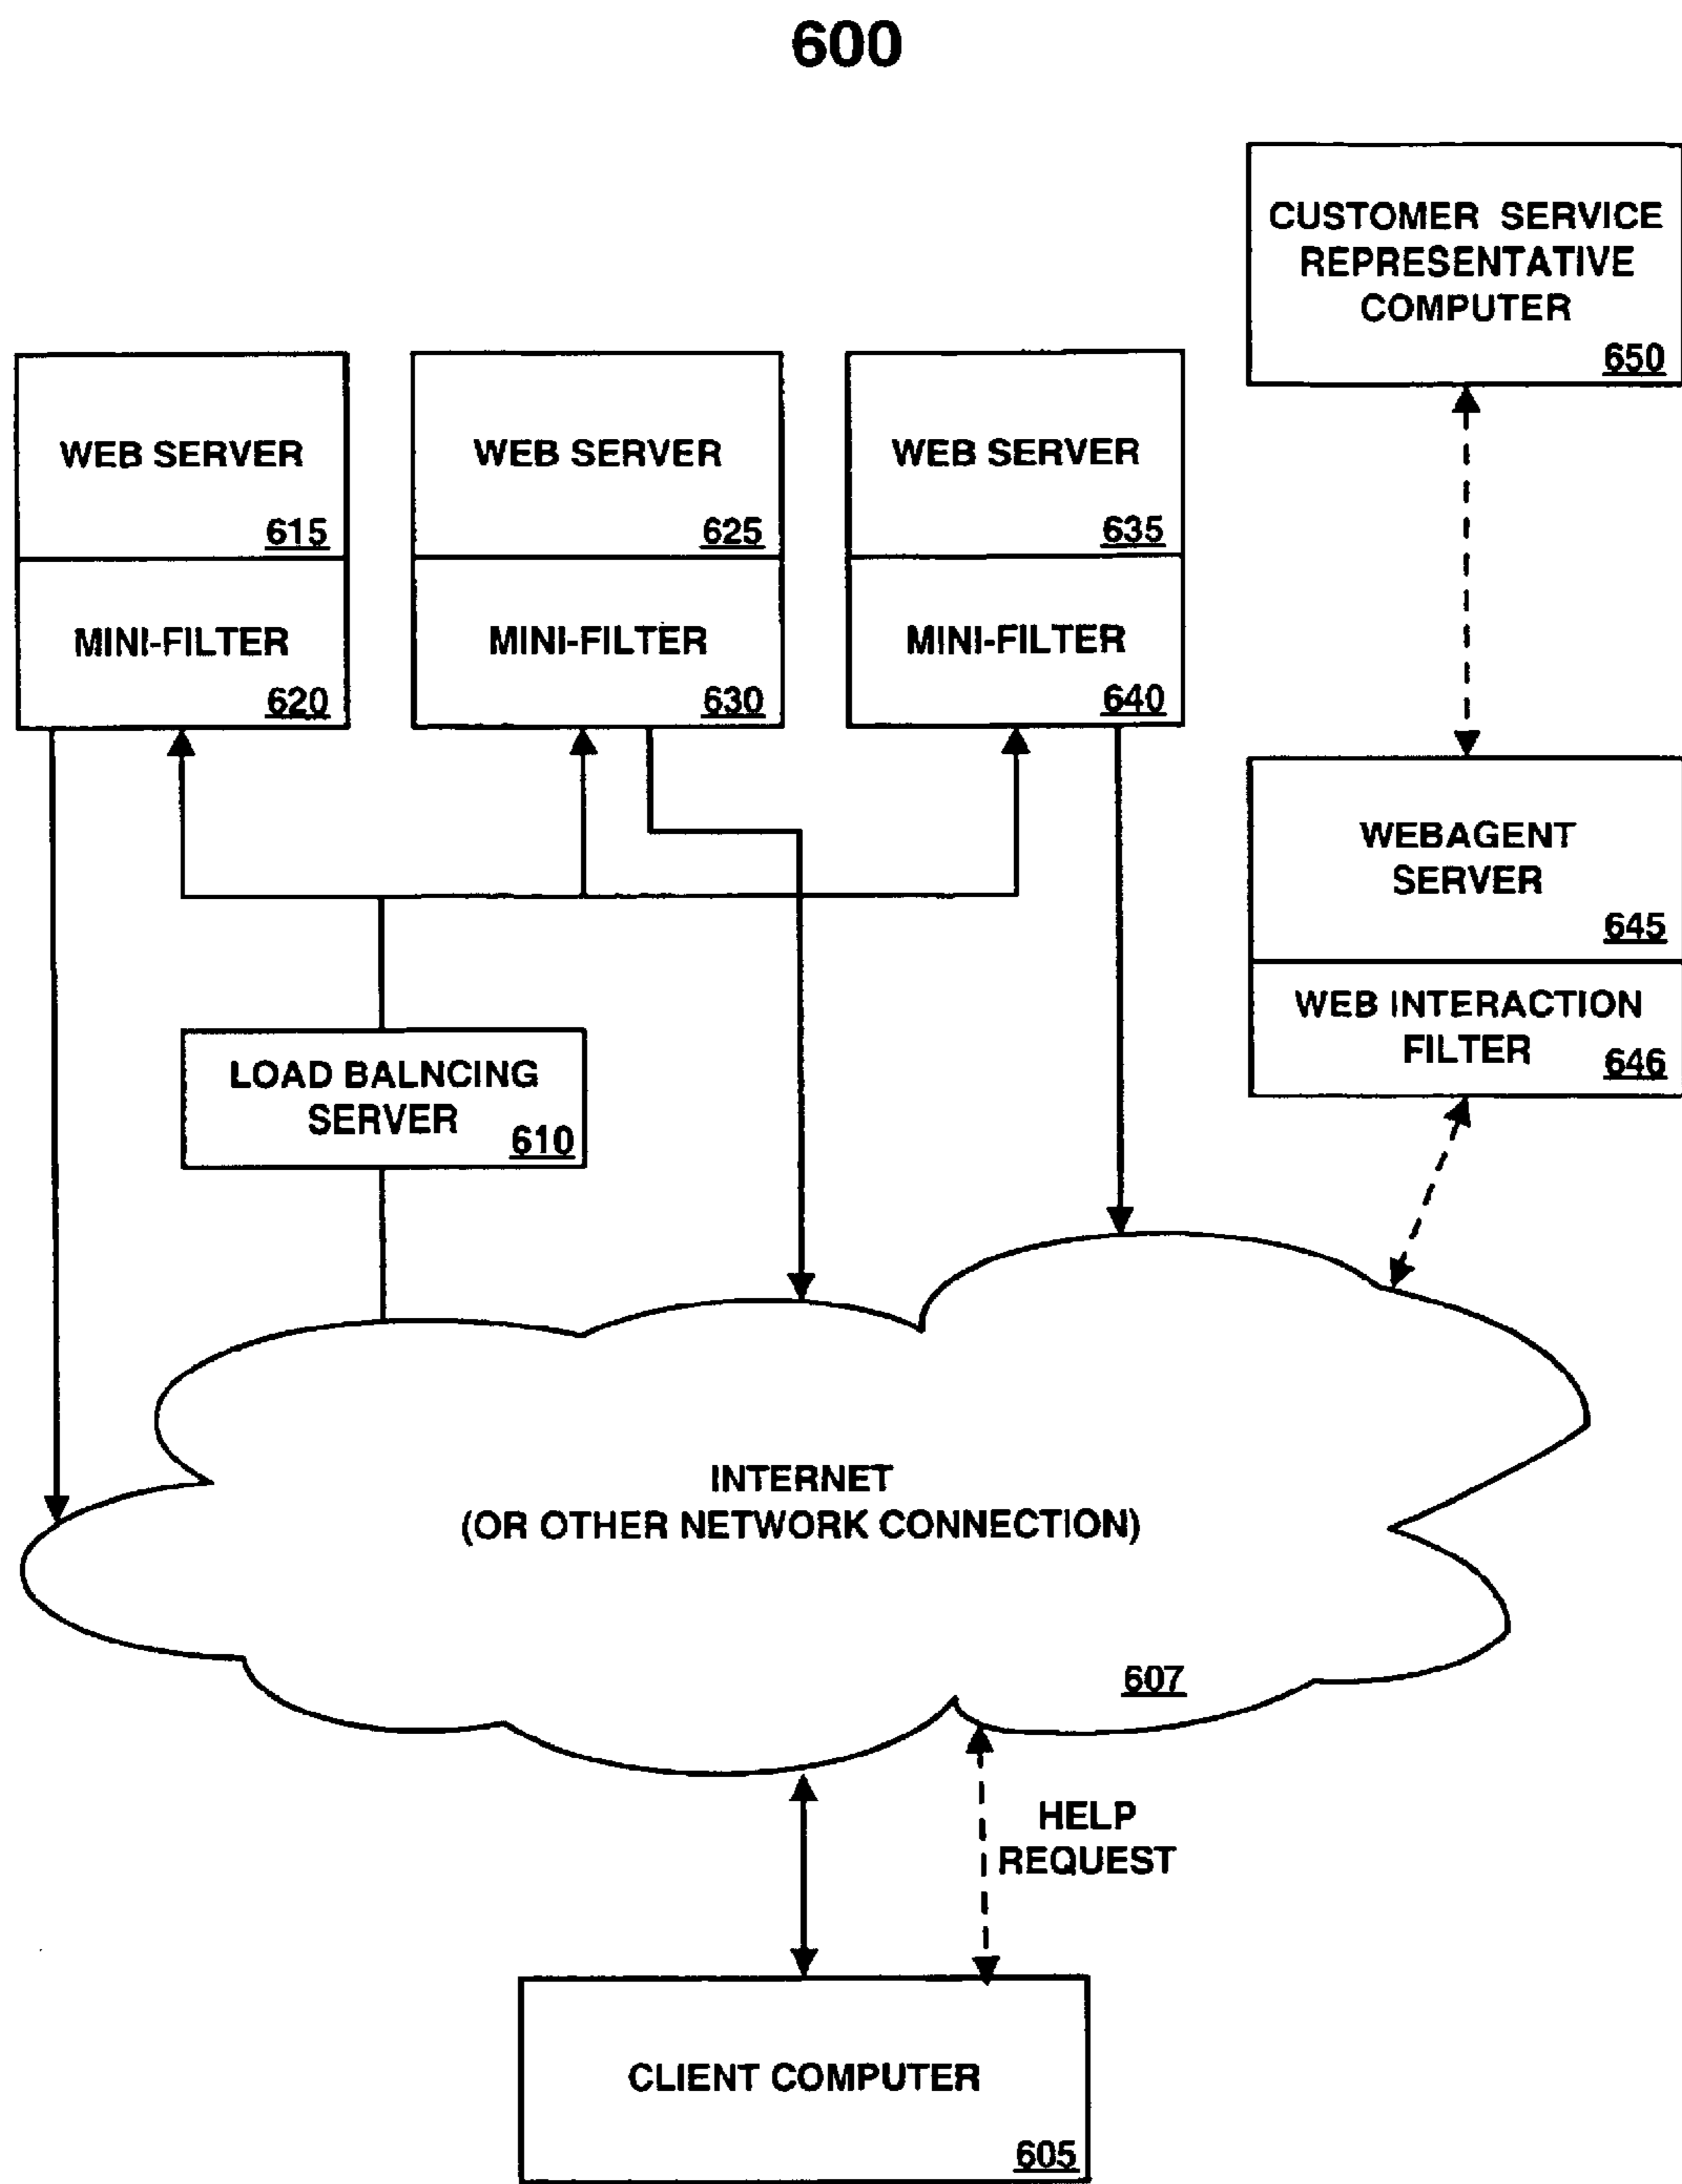 600
CUSTOMER SERVICE
REPRESENTATIVE
COMPUTER
650
WEB SERVER
615
MINI-FILTER
620
WEB SERVER
625
MINI-FILTER
630
WEB SERVER
635
MINI-FILTER
640
WEBAGENT
SERVER
645
WEB INTERACTION
FILTER
646
LOAD BALNCING
SERVER
610
INTERNET
(OR OTHER NETWORK CONNECTION)
607
HELP
REQUEST
CLIENT COMPUTER
605